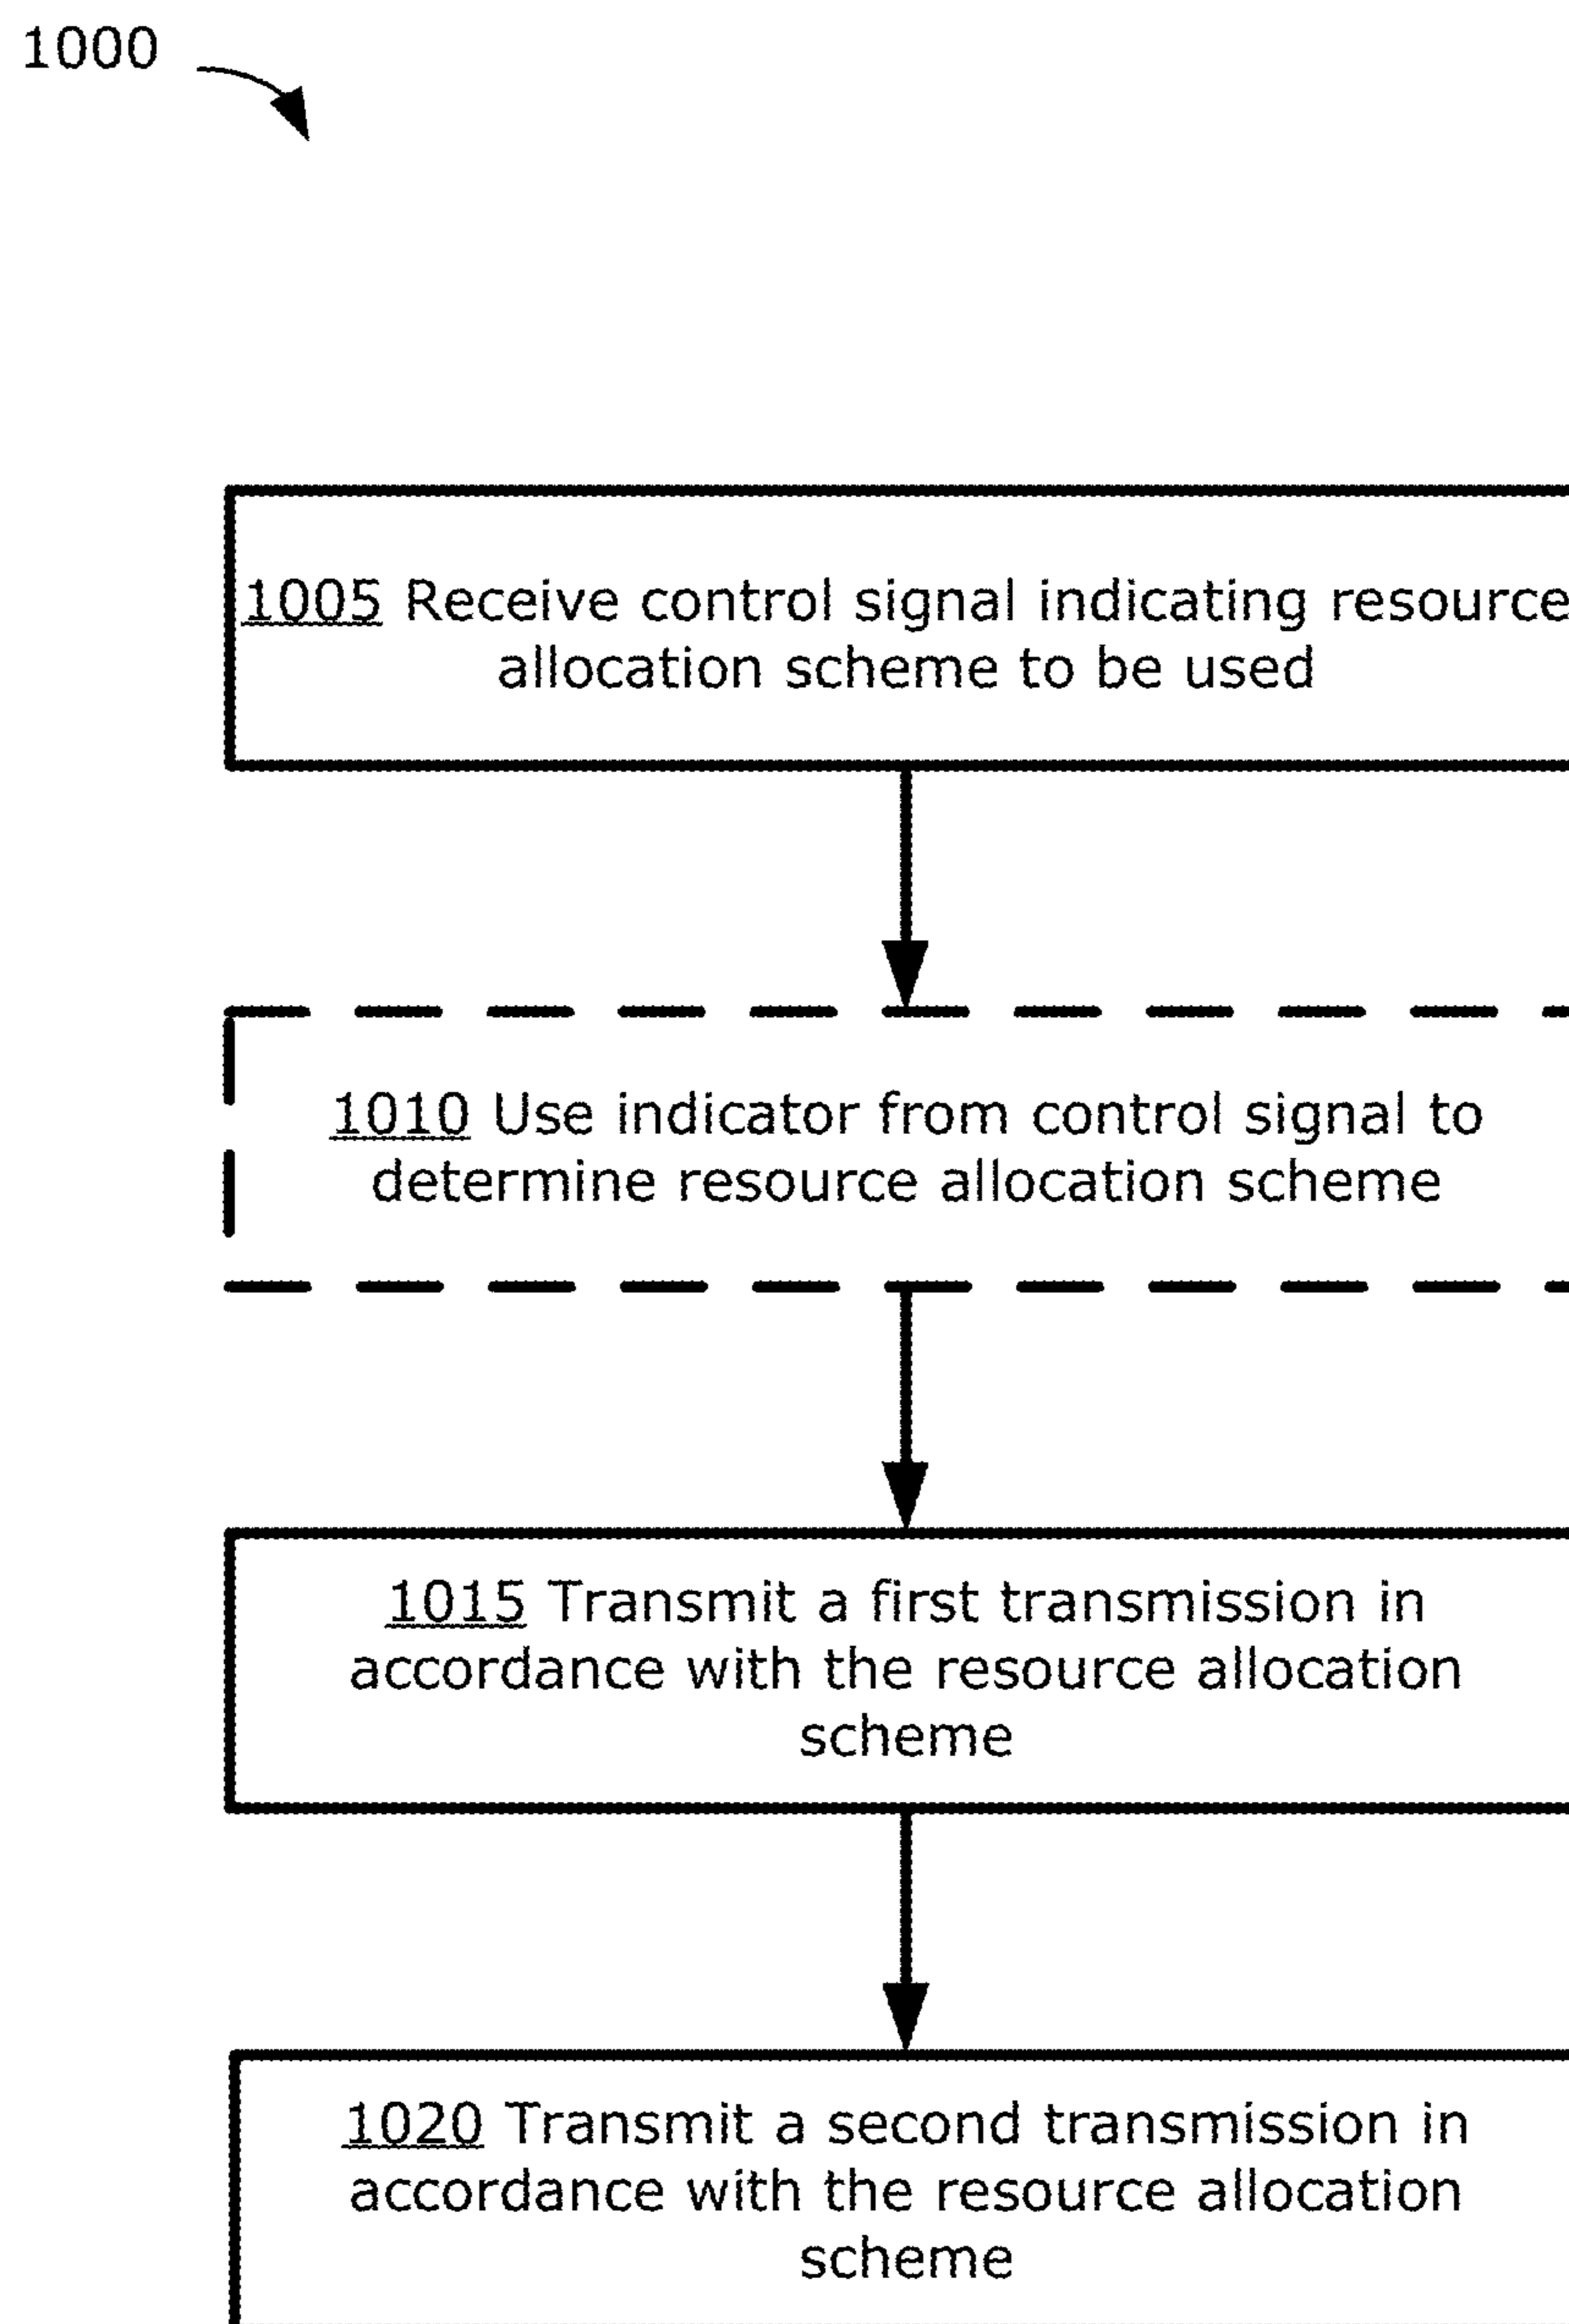 1000
1005 Receive control signal indicating resource
allocation scheme to be used
1010 Use indicator from control signal to
determine resource allocation scheme
1015 Transmit a first transmission in
accordance with the resource allocation
scheme
1020 Transmit a second transmission in
accordance with the resource allocation
scheme